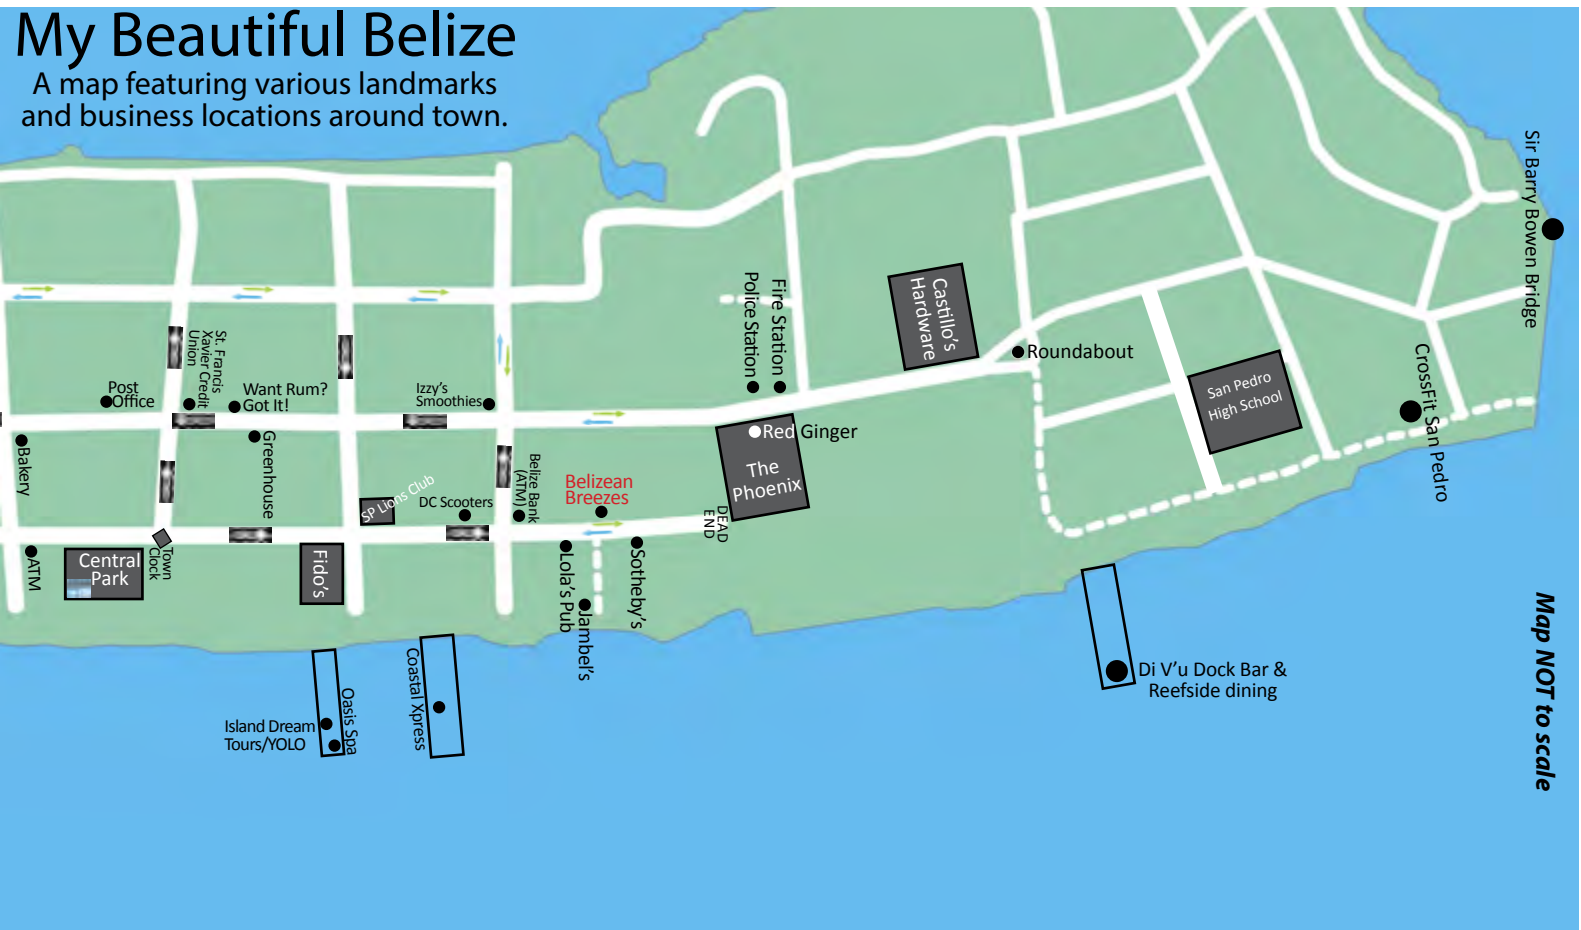 My Beautiful Belize
A map featuring various landmarks
and business locations around town.
Sir Barry Bowen Bridge
Police Station
Fire Station
Castillo's
Hardware
Roundabout
St. Francis
Xavier Credit
Union
Post
Office
Want Rum?
Got It!
Izzy's
Smoothies
San Pedro
High School
CrossFit San Pedro
Bakery
Greenhouse
Red Ginger
The
Phoenix
SP Lions Club
DC Scooters
Belize Bank
(ATM)
Belizean
Breezes
DEAD
END
ATM
Central
Park
Town
Clock
Fido's
Lola's Pub
Jambel's
Sotheby's
Coastal Xpress
Oasis Spa
Island Dream
Tours/YOLO
Di V'u Dock Bar &
Reefside dining
Map NOT to scale